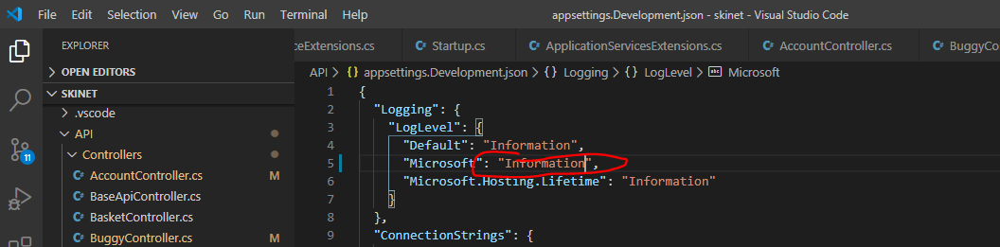 File Edit Selection View Go Run Terminal Help appsettings.Development.json - skinet - Visual Studio Code
EXPLORER
OPEN EDITORS
SKINET
.vscode
API
Controllers
AccountController.cs M
BaseApiController.cs
BasketController.cs
BuggyController.cs M
11
ceExtensions.cs Startup.cs ApplicationServicesExtensions.cs AccountController.cs BuggyCo
API > {} appsettings.Development.json > {} Logging > {} LogLevel > abc Microsoft
1 {
2 "Logging": {
3 "LogLevel": {
4 "Default": "Information",
5 "Microsoft": "Information",
6 "Microsoft.Hosting.Lifetime": "Information"
7 }
8 },
9 "ConnectionStrings": {